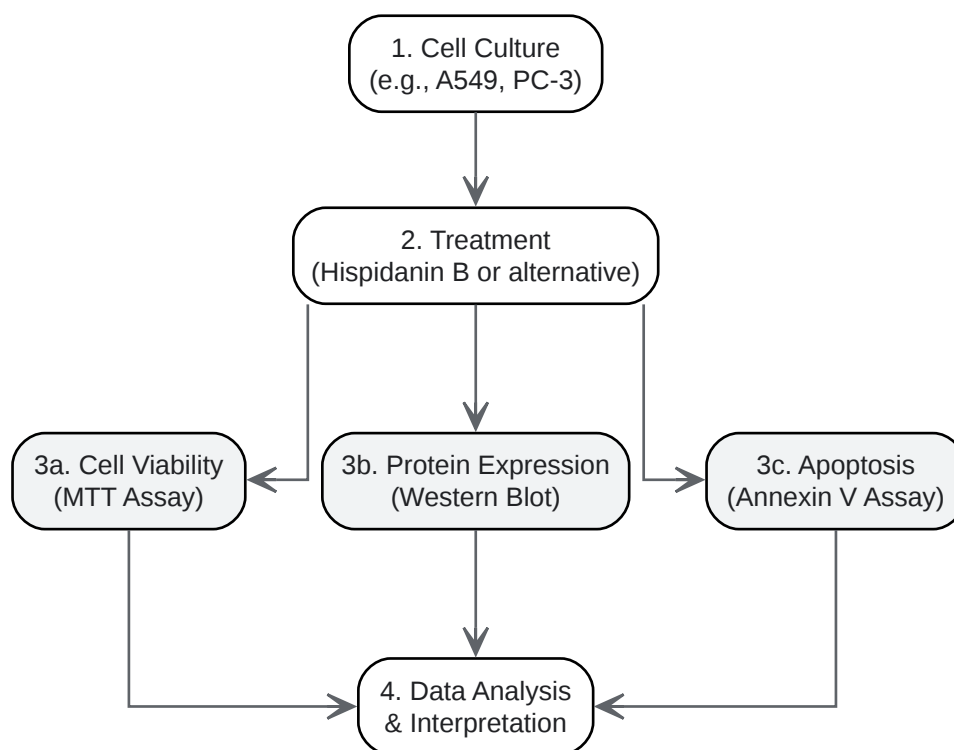 1. Cell Culture
(e.g., A549, PC-3)
2. Treatment
(Hispidanin B or alternative)
3a. Cell Viability
(MTT Assay)
3b. Protein Expression
(Western Blot)
3c. Apoptosis
(Annexin V Assay)
4. Data Analysis
& Interpretation